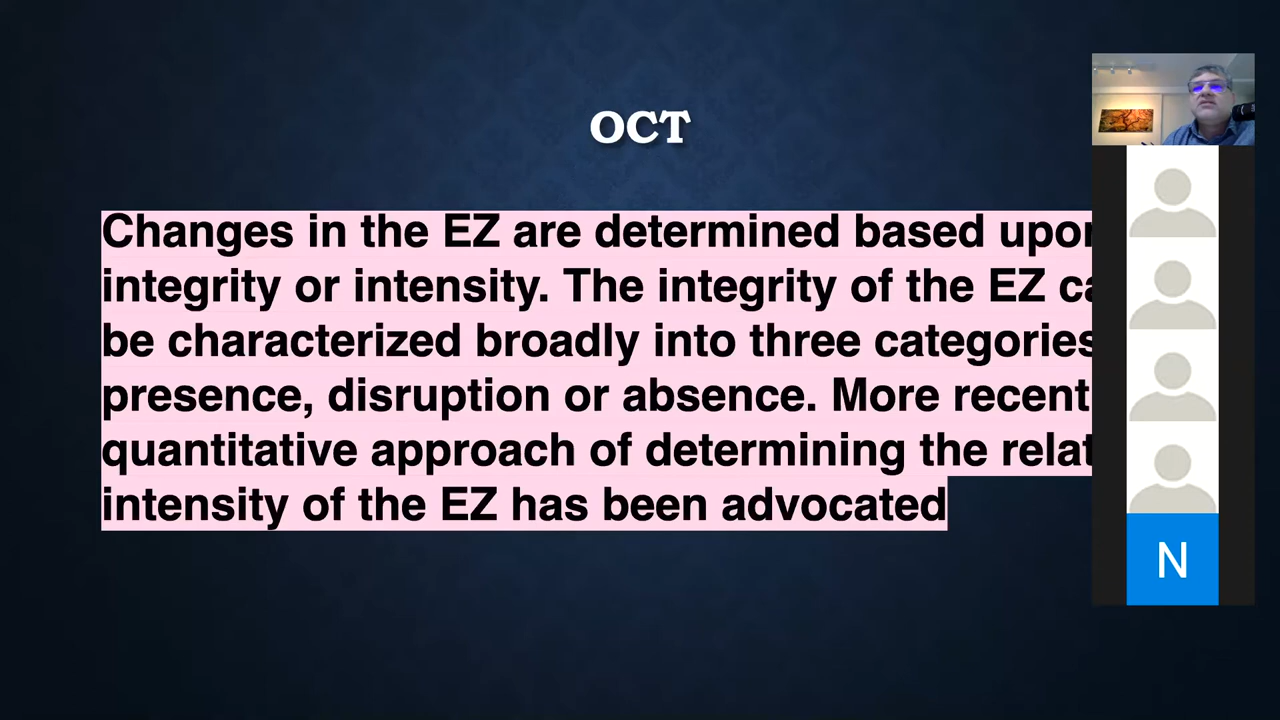 OCT
Changes in the EZ are determined based upon
integrity or intensity. The integrity of the EZ
be characterized broadly into three categories
presence, disruption or absence. More recent
quantitative approach of determining the
intensity of the EZ has been advocated
N